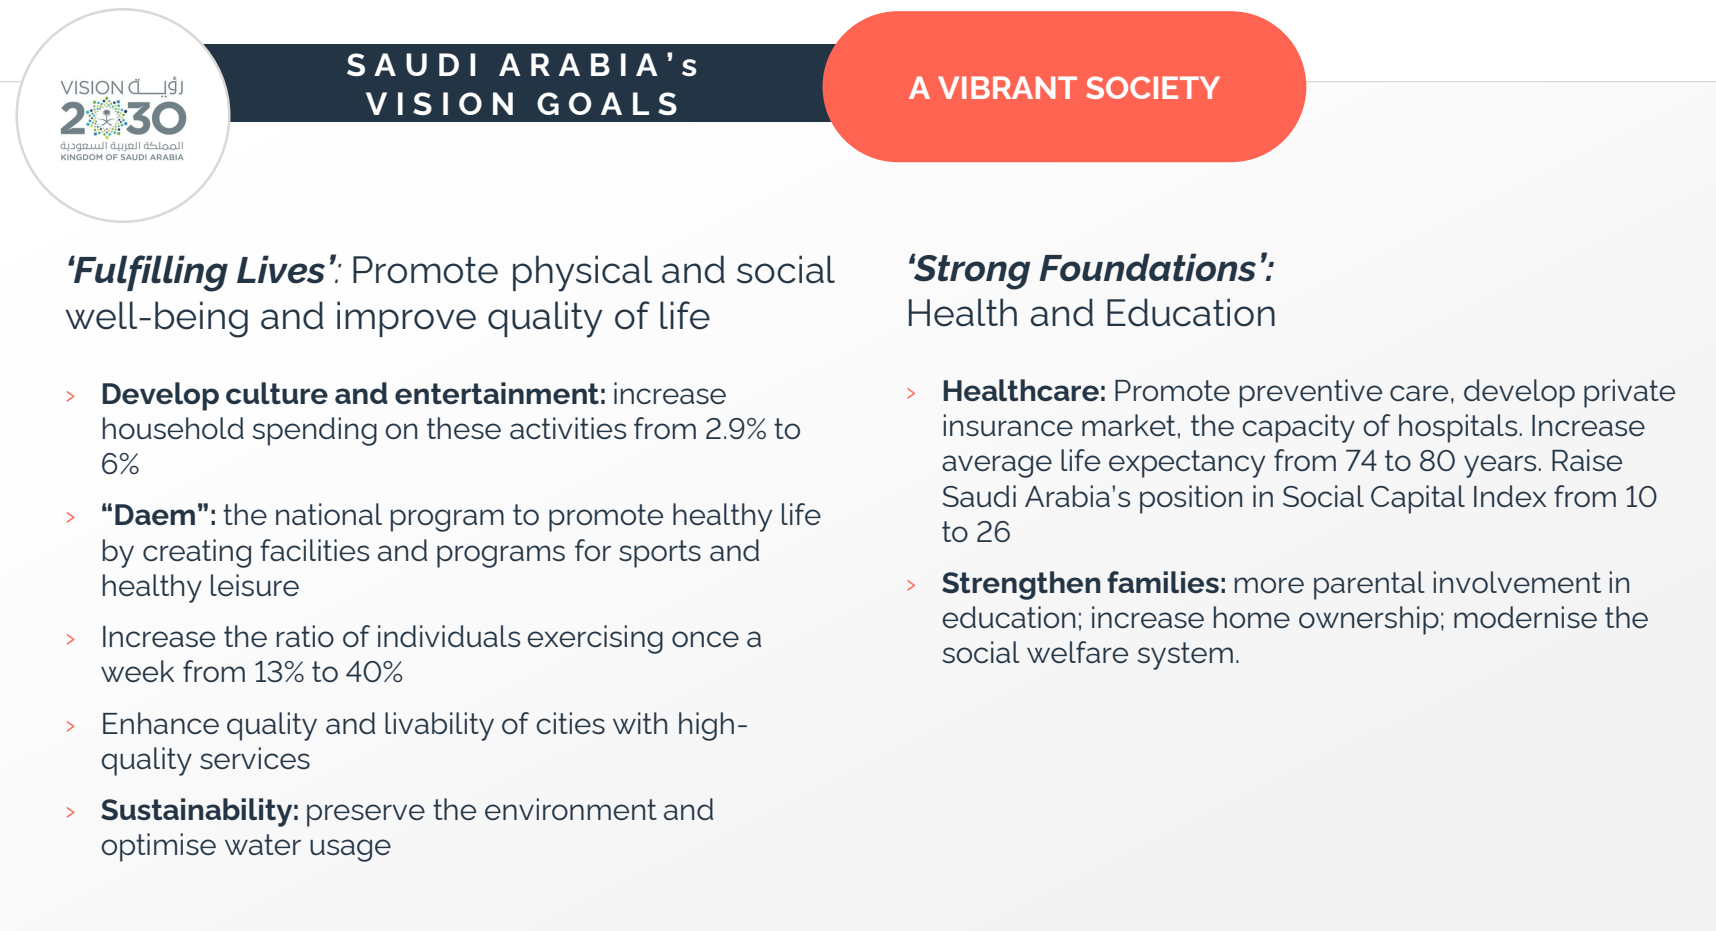 VISION رؤيــة
2030
المملكة العربية السعودية
KINGDOM OF SAUDI ARABIA
SAUDI ARABIA's
VISION GOALS
A VIBRANT SOCIETY
‘Fulfilling Lives’: Promote physical and social
well-being and improve quality of life
> Develop culture and entertainment: increase
household spending on these activities from 2.9% to
6%
> “Daem”: the national program to promote healthy life
by creating facilities and programs for sports and
healthy leisure
> Increase the ratio of individuals exercising once a
week from 13% to 40%
> Enhance quality and livability of cities with high-
quality services
> Sustainability: preserve the environment and
optimise water usage
‘Strong Foundations’:
Health and Education
> Healthcare: Promote preventive care, develop private
insurance market, the capacity of hospitals. Increase
average life expectancy from 74 to 80 years. Raise
Saudi Arabia’s position in Social Capital Index from 10
to 26
> Strengthen families: more parental involvement in
education; increase home ownership; modernise the
social welfare system.